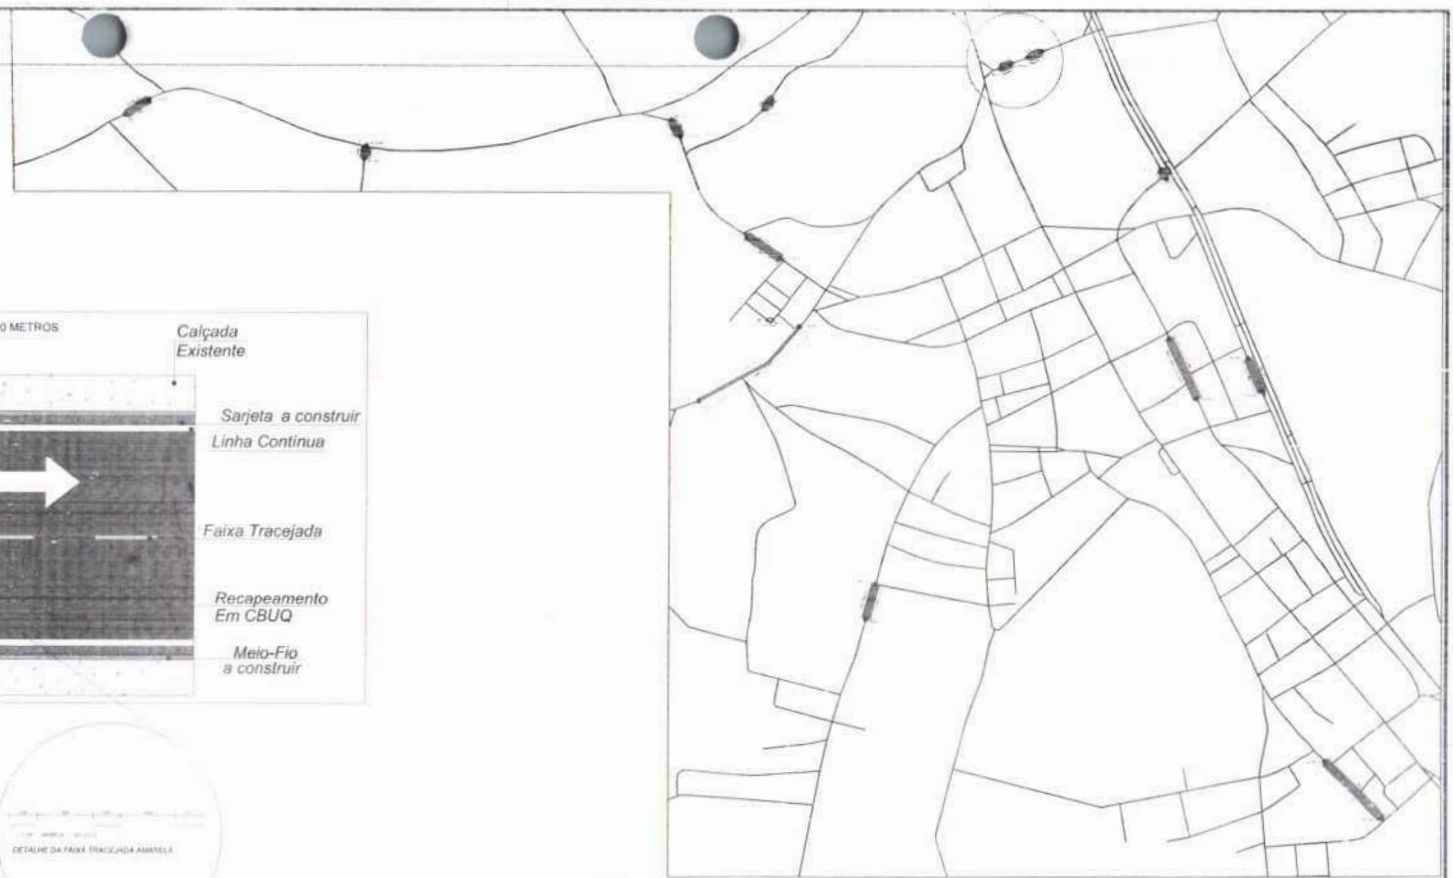 0 METROS
Calçada
Existente
Sarjeta a construir
Linha Contínua
Faixa Tracejada
Recapeamento
Em CBUQ
Meio-Fio
a construir
DETALHE DA FAIXA TRACEJADA AMARELA